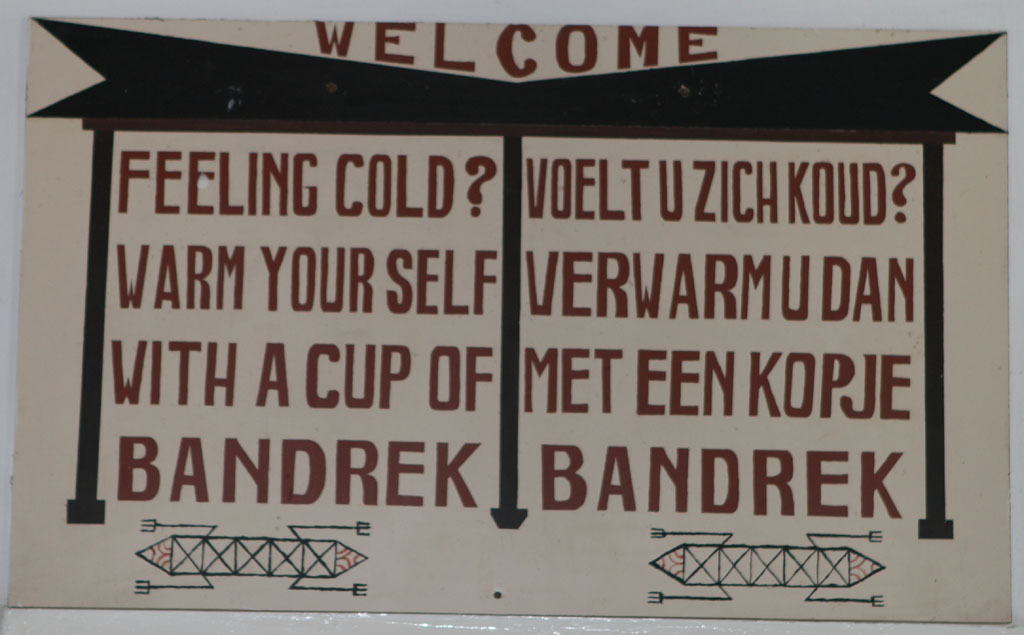 WELCOME
FEELING COLD?
WARM YOUR SELF
WITH A CUP OF
BANDREK
VOELT U ZICH KOUD?
VERWARM U DAN
MET EEN KOPJE
BANDREK